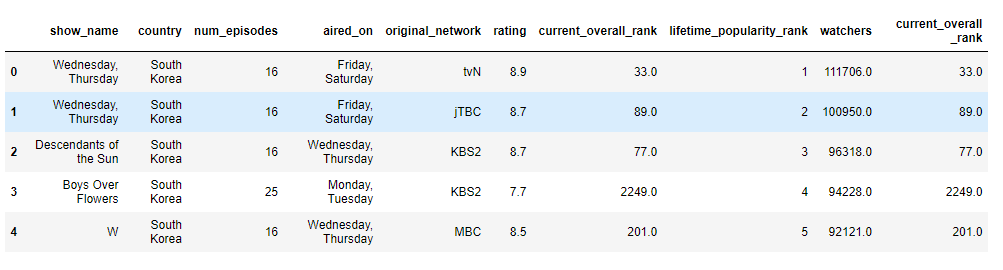 show_name country num_episodes aired_on original_network rating current_overall_rank lifetime_popularity_rank watchers current_overall _rank
0 Wednesday, Thursday South Korea 16 Friday, Saturday tvN 8.9 33.0 1 111706.0 33.0
1 Wednesday, Thursday South Korea 16 Friday, Saturday jTBC 8.7 89.0 2 100950.0 89.0
2 Descendants of the Sun South Korea 16 Wednesday, Thursday KBS2 8.7 77.0 3 96318.0 77.0
3 Boys Over Flowers South Korea 25 Monday, Tuesday KBS2 7.7 2249.0 4 94228.0 2249.0
4 W South Korea 16 Wednesday, Thursday MBC 8.5 201.0 5 92121.0 201.0